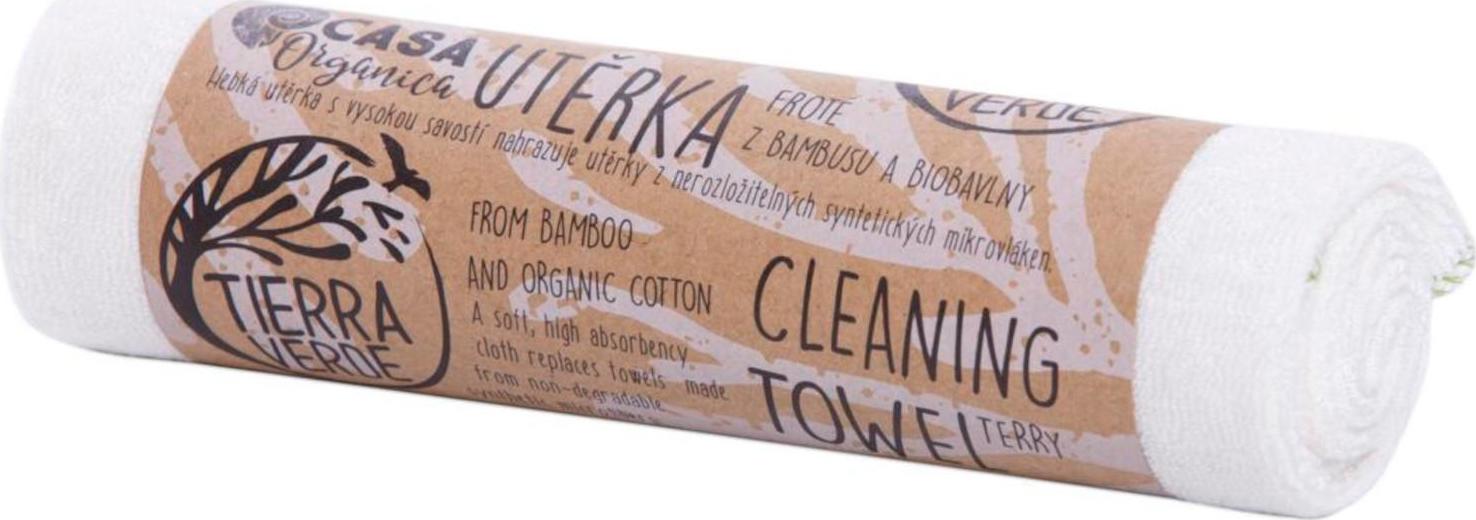 CASA
Organica
UTĚRKA
FROTÉ
Z BAMBUSU A BIOBAVLNY
Hebká utěrka s vysokou savostí nahrazuje utěrky z nerozložitelných syntetických mikrovláken.
VERDE
TIERRA
VERDE
FROM BAMBOO
AND ORGANIC COTTON
A soft, high absorbency
cloth replaces towels made
from non-degradable
synthetic
CLEANING
TOWEL TERRY